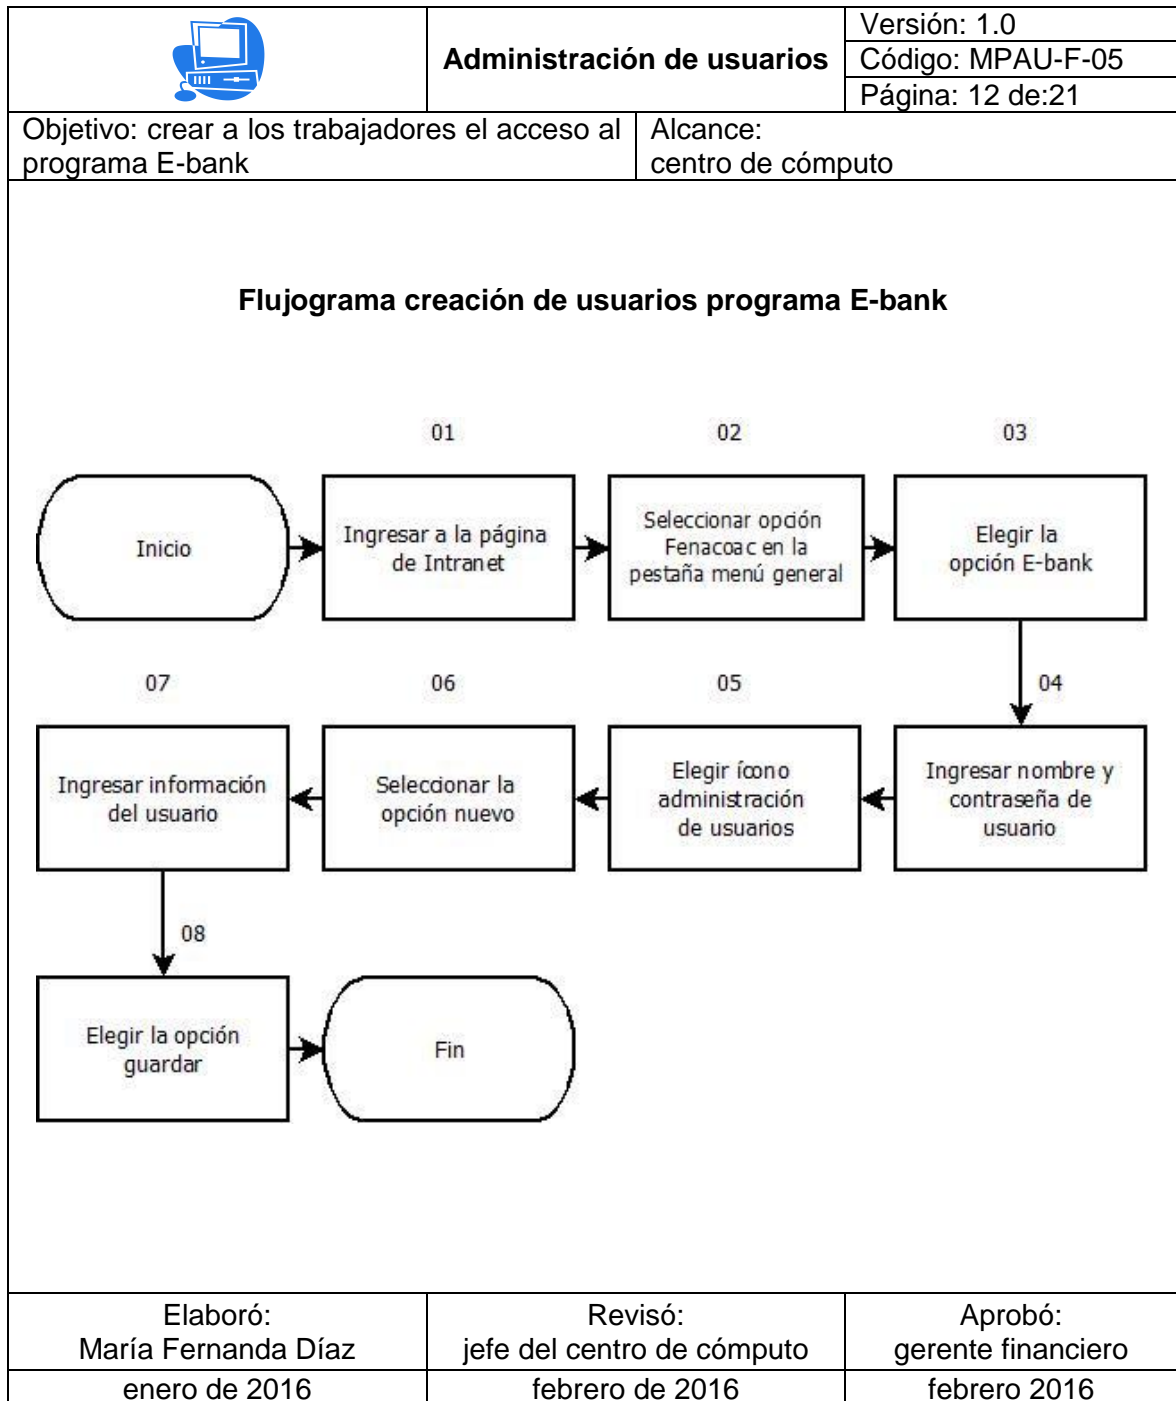 Administración de usuarios
Versión: 1.0
Código: MPAU-F-05
Página: 12 de:21
Objetivo: crear a los trabajadores el acceso al
programa E-bank
Alcance:
centro de cómputo
Flujograma creación de usuarios programa E-bank
01
02
03
Inicio
Ingresar a la página
de Intranet
Seleccionar opción
Fenacoac en la
pestaña menú general
Elegir la
opción E-bank
07
06
05
04
Ingresar información
del usuario
Seleccionar la
opción nuevo
Elegir ícono
administración
de usuarios
Ingresar nombre y
contraseña de
usuario
08
Elegir la opción
guardar
Fin
Elaboró:
María Fernanda Díaz
Revisó:
jefe del centro de cómputo
Aprobó:
gerente financiero
enero de 2016
febrero de 2016
febrero 2016